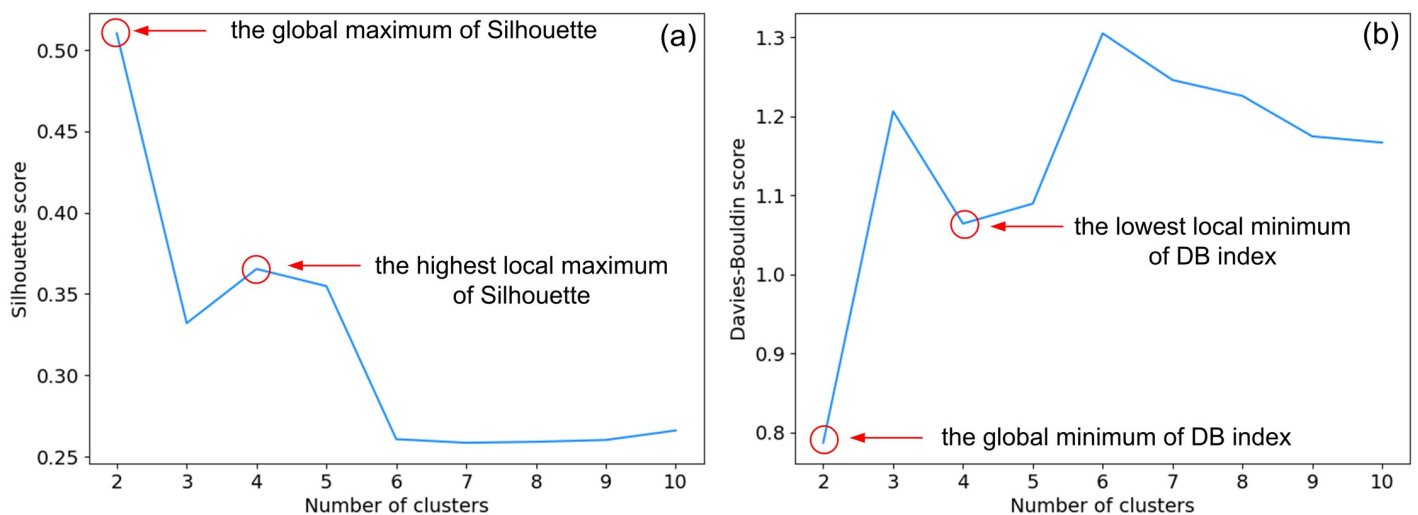 (a)
the global maximum of Silhouette
the highest local maximum
of Silhouette
Silhouette score
0.50
0.45
0.40
0.35
0.30
0.25
2 3 4 5 6 7 8 9 10
Number of clusters
(b)
the lowest local minimum
of DB index
the global minimum of DB index
Davies-Bouldin score
1.3
1.2
1.1
1.0
0.9
0.8
2 3 4 5 6 7 8 9 10
Number of clusters